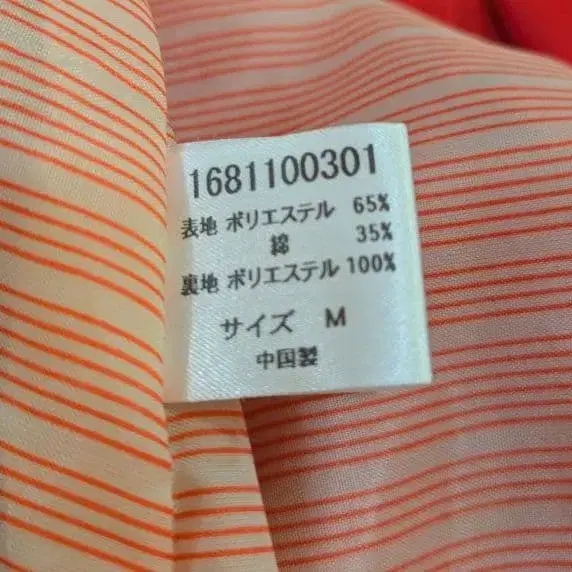 1681100301
表地 ポリエステル 65%
綿 35%
裏地 ポリエステル 100%
サイズ M
中国製